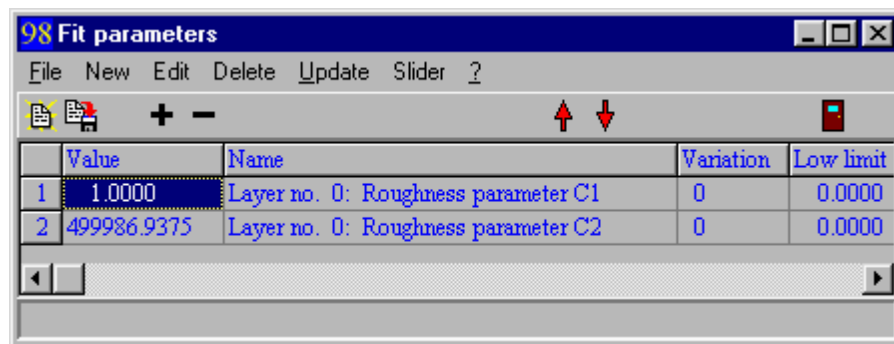 98 Fit parameters
File New Edit Delete Update Slider ?
Value Name Variation Low limit
1 1.0000 Layer no. 0: Roughness parameter C1 0 0.0000
2 499986.9375 Layer no. 0: Roughness parameter C2 0 0.0000